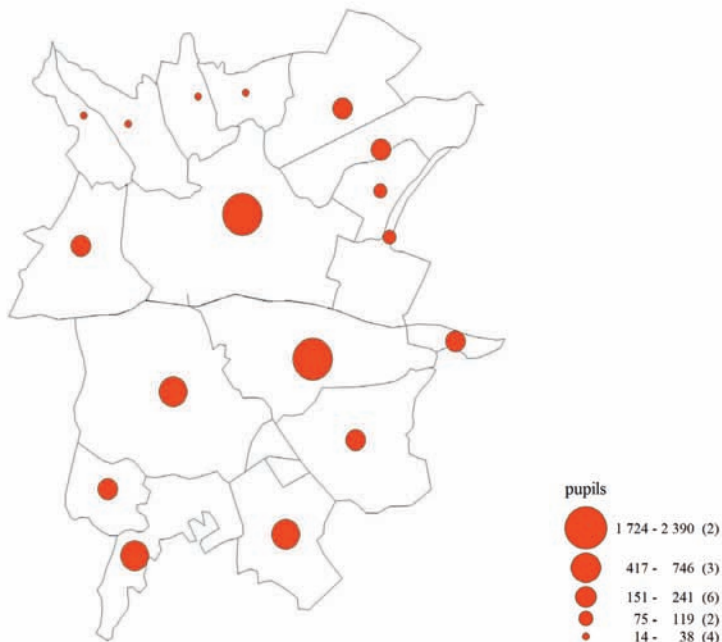 pupils
1 724 - 2 390 (2)
417 - 746 (3)
151 - 241 (6)
75 - 119 (2)
14 - 38 (4)